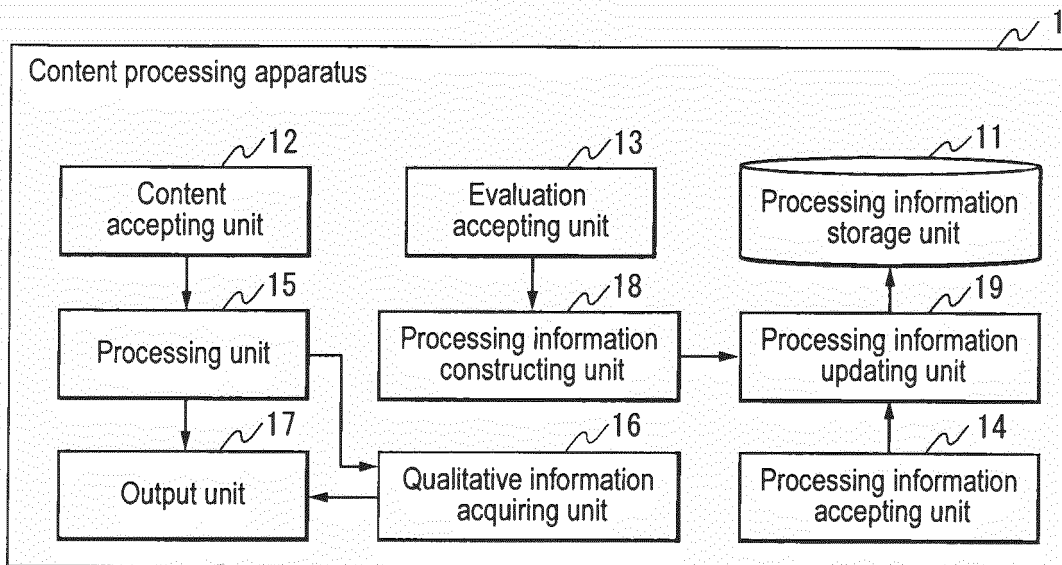 1
Content processing apparatus
12
Content
accepting unit
13
Evaluation
accepting unit
11
Processing information
storage unit
15
Processing unit
18
Processing information
constructing unit
19
Processing information
updating unit
17
Output unit
16
Qualitative information
acquiring unit
14
Processing information
accepting unit